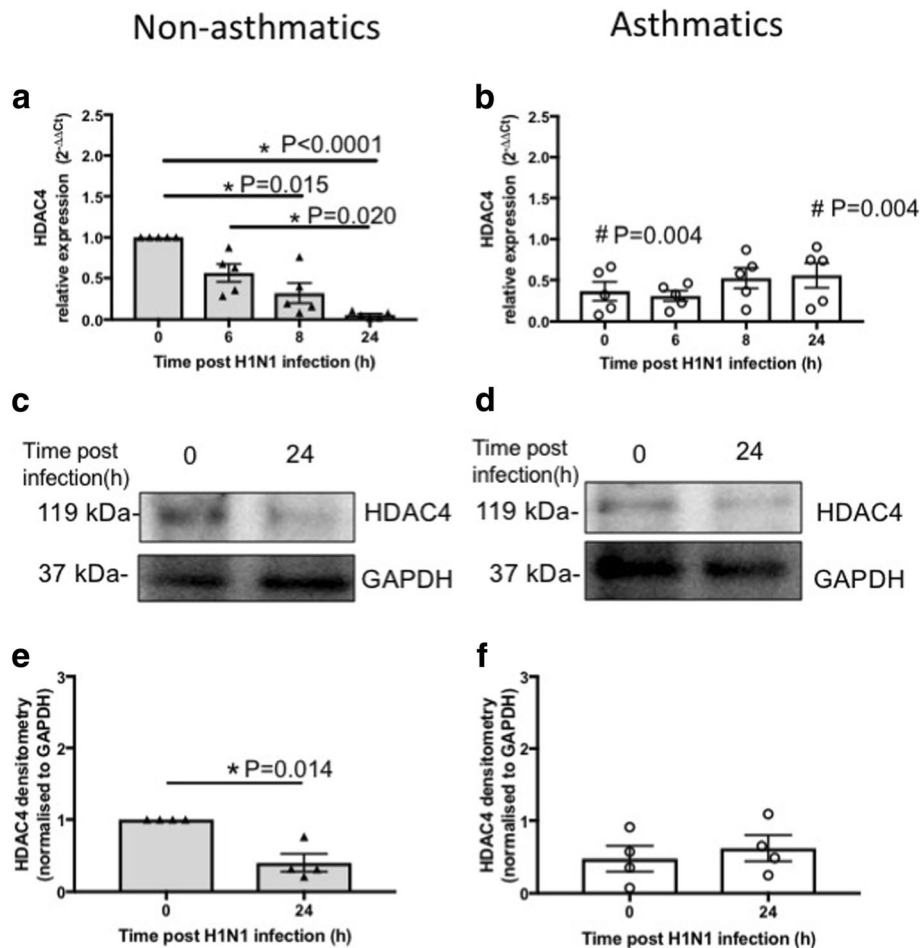 Non-asthmatics
Asthmatics
a
HDAC4
relative expression (2-ΔΔCt)
2.5
2.0
1.5
1.0
0.5
0.0
* P<0.0001
* P=0.015
* P=0.020
0 6 8 24
Time post H1N1 infection (h)
b
HDAC4
relative expression (2-ΔΔCt)
2.5
2.0
1.5
1.0
0.5
0.0
# P=0.004
# P=0.004
0 6 8 24
Time post H1N1 infection (h)
c
Time post
infection(h)
0 24
119 kDa-
HDAC4
37 kDa-
GAPDH
d
Time post
infection(h)
0 24
119 kDa-
HDAC4
37 kDa-
GAPDH
e
HDAC4 densitometry
(normalised to GAPDH)
3
2
1
0
* P=0.014
0 24
Time post H1N1 infection (h)
f
HDAC4 densitometry
(normalised to GAPDH)
3
2
1
0
0 24
Time post H1N1 infection (h)